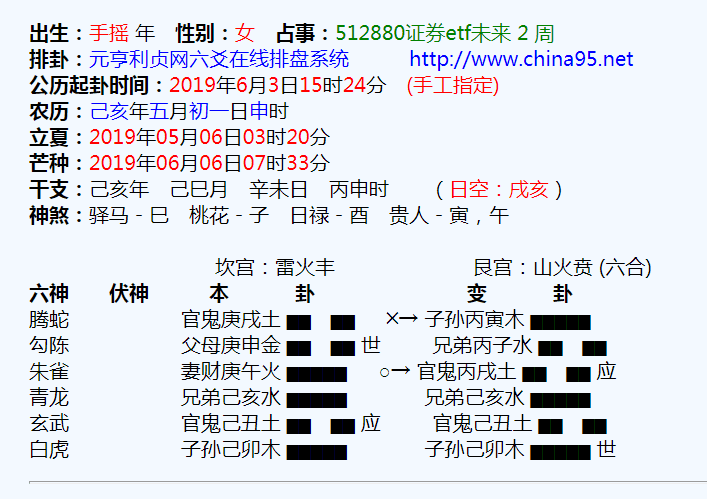 出生：手摇 年　性别：女　占事：512880证券etf未来 2 周
排卦：元亨利贞网六爻在线排盘系统　　　http://www.china95.net
公历起卦时间：2019年6月3日15时24分　(手工指定)
农历：己亥年五月初一日申时
立夏：2019年05月06日03时20分
芒种：2019年06月06日07时33分
干支：己亥年　己巳月　辛未日　丙申时　　（日空：戌亥）
神煞：驿马－巳　桃花－子　日禄－酉　贵人－寅，午
坎宫：雷火丰　　　艮宫：山火贲 (六合)
六神　伏神　本　卦　变　卦
腾蛇　官鬼庚戌土　×→ 子孙丙寅木
勾陈　父母庚申金　世　兄弟丙子水
朱雀　妻财庚午火　○→ 官鬼丙戌土　应
青龙　兄弟己亥水　兄弟己亥水
玄武　官鬼己丑土　应　官鬼己丑土
白虎　子孙己卯木　子孙己卯木　世